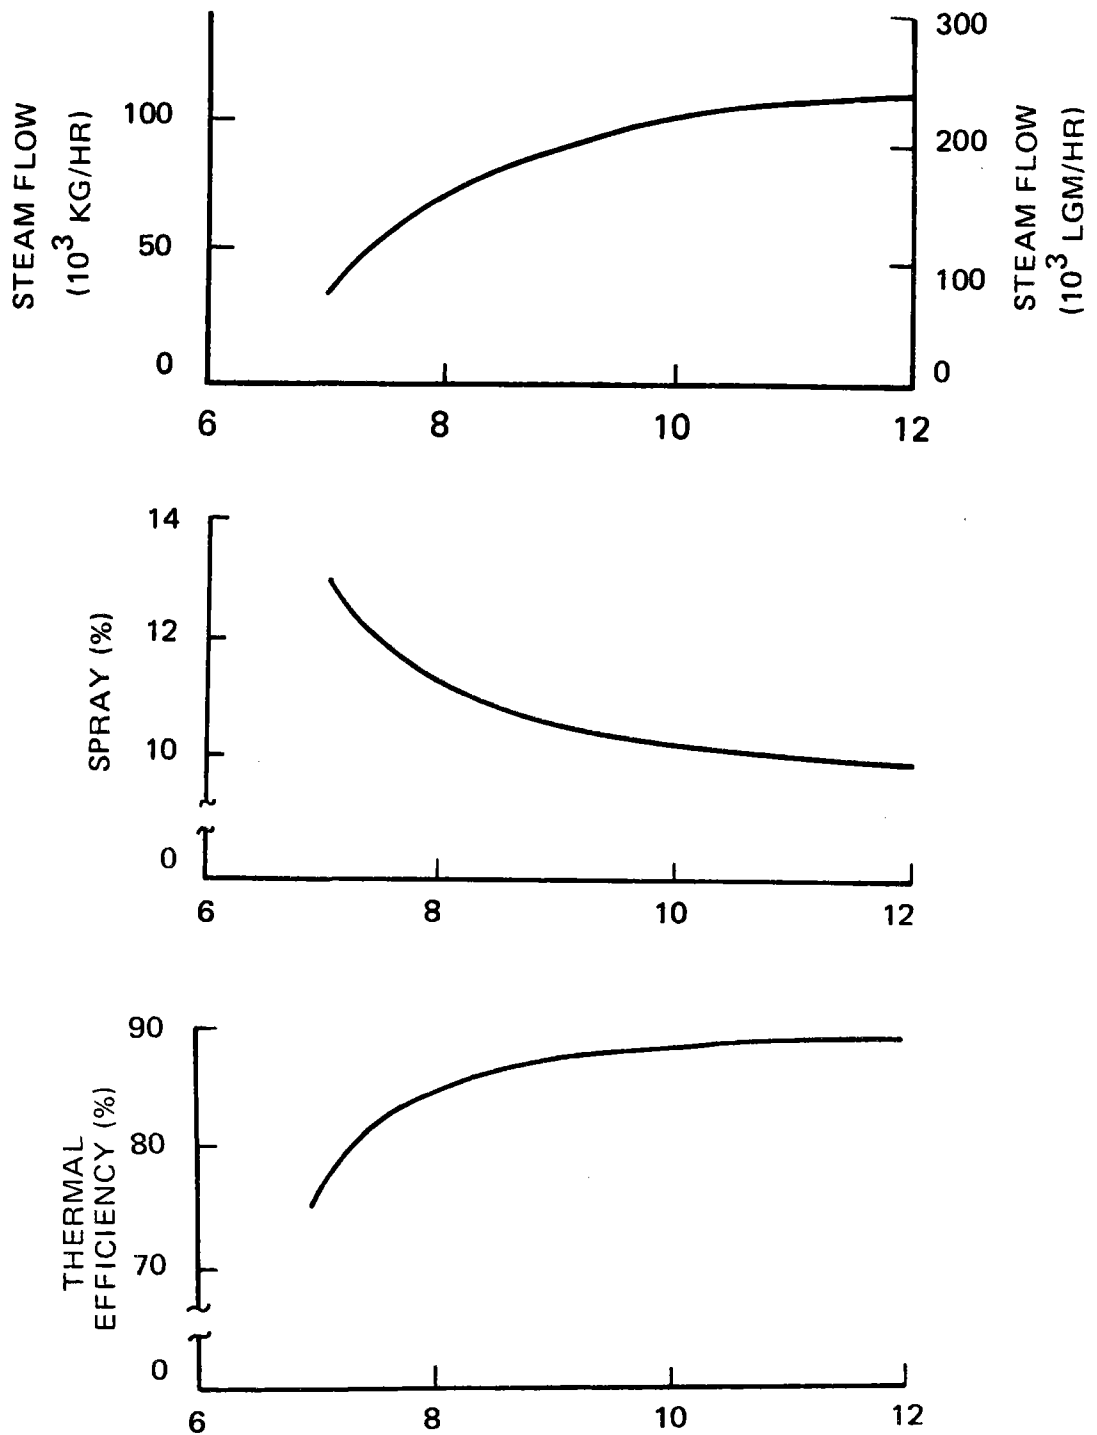 STEAM FLOW
(10³ KG/HR)
100
50
0
300
200
100
0
STEAM FLOW
(10³ LGM/HR)
6 8 10 12
SPRAY (%)
14
12
10
0
6 8 10 12
THERMAL
EFFICIENCY (%)
90
80
70
0
6 8 10 12